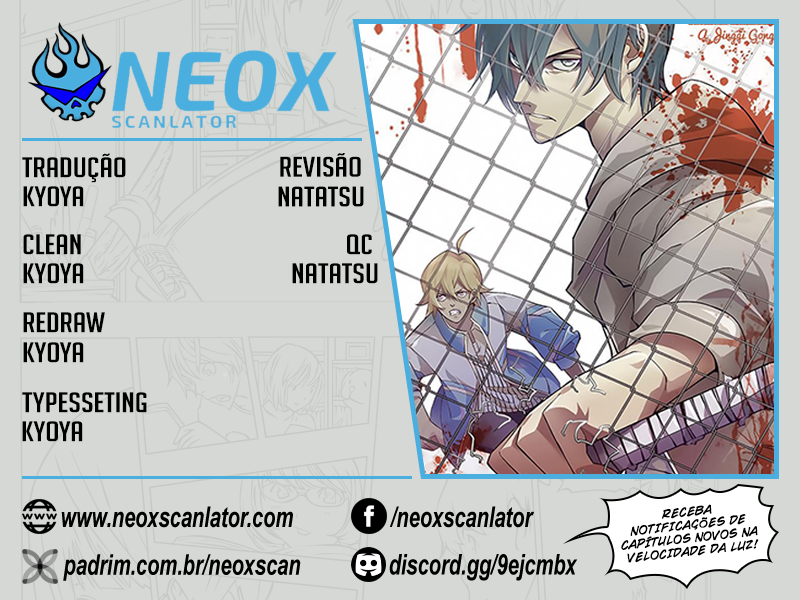 NEOX
SCANLATOR
TRADUÇÃO
KYOYA
REVISÃO
NATATSU
CLEAN
KYOYA
QC
NATATSU
REDRAW
KYOYA
TYPESSETING
KYOYA
www.neoxscanlator.com
/neoxscanlator
padrim.com.br/neoxscan
discord.gg/9ejcmbx
RECEBA
NOTIFICAÇÕES DE
CAPÍTULOS NOVOS NA
VELOCIDADE DA LUZ!